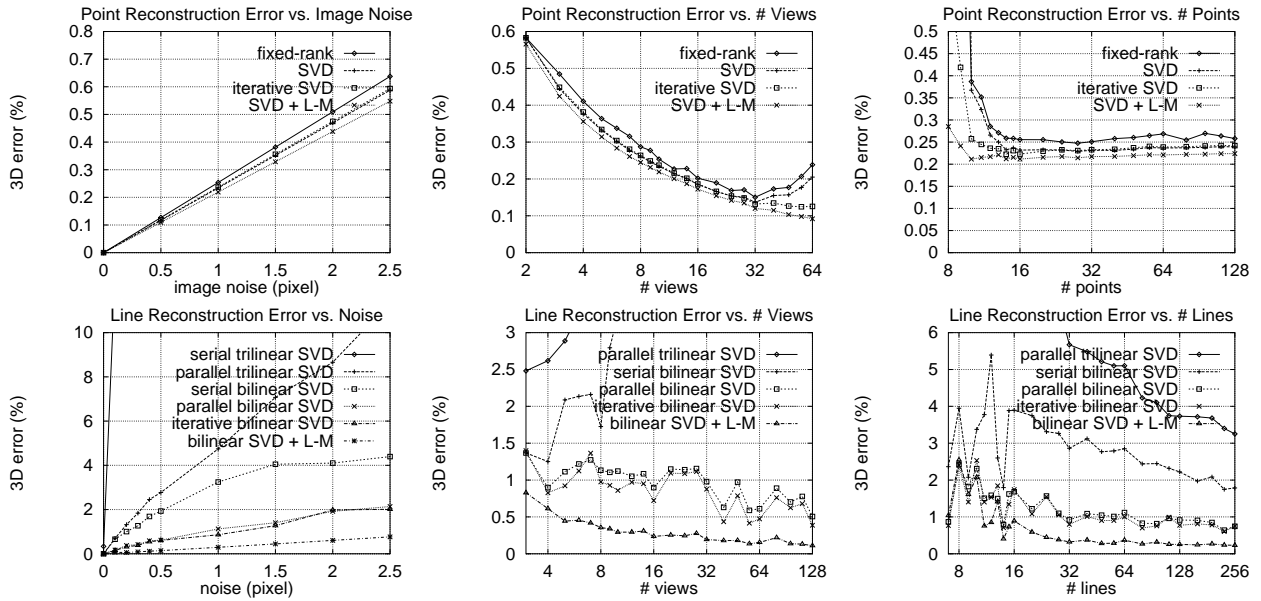 Point Reconstruction Error vs. Image Noise
0.8
0.7
0.6
0.5
0.4
0.3
0.2
0.1
0
3D error (%)
fixed-rank
SVD
iterative SVD
SVD + L-M
0 0.5 1 1.5 2 2.5
image noise (pixel)
Point Reconstruction Error vs. # Views
0.6
0.5
0.4
0.3
0.2
0.1
0
3D error (%)
fixed-rank
SVD
iterative SVD
SVD + L-M
2 4 8 16 32 64
# views
Point Reconstruction Error vs. # Points
0.5
0.45
0.4
0.35
0.3
0.25
0.2
0.15
0.1
0.05
0
3D error (%)
fixed-rank
SVD
iterative SVD
SVD + L-M
8 16 32 64 128
# points
Line Reconstruction Error vs. Noise
10
8
6
4
2
0
3D error (%)
serial trilinear SVD
parallel trilinear SVD
serial bilinear SVD
parallel bilinear SVD
iterative bilinear SVD
bilinear SVD + L-M
0 0.5 1 1.5 2 2.5
noise (pixel)
Line Reconstruction Error vs. # Views
3
2.5
2
1.5
1
0.5
0
3D error (%)
parallel trilinear SVD
serial bilinear SVD
parallel bilinear SVD
iterative bilinear SVD
bilinear SVD + L-M
4 8 16 32 64 128
# views
Line Reconstruction Error vs. # Lines
6
5
4
3
2
1
0
3D error (%)
parallel trilinear SVD
serial bilinear SVD
parallel bilinear SVD
iterative bilinear SVD
bilinear SVD + L-M
8 16 32 64 128 256
# lines